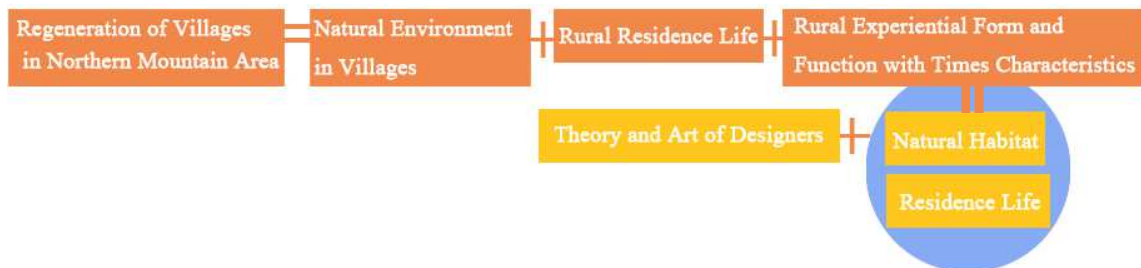 Regeneration of Villages
in Northern Mountain Area
Natural Environment
in Villages
Rural Residence Life
Rural Experiential Form and
Function with Times Characteristics
Theory and Art of Designers
Natural Habitat
Residence Life